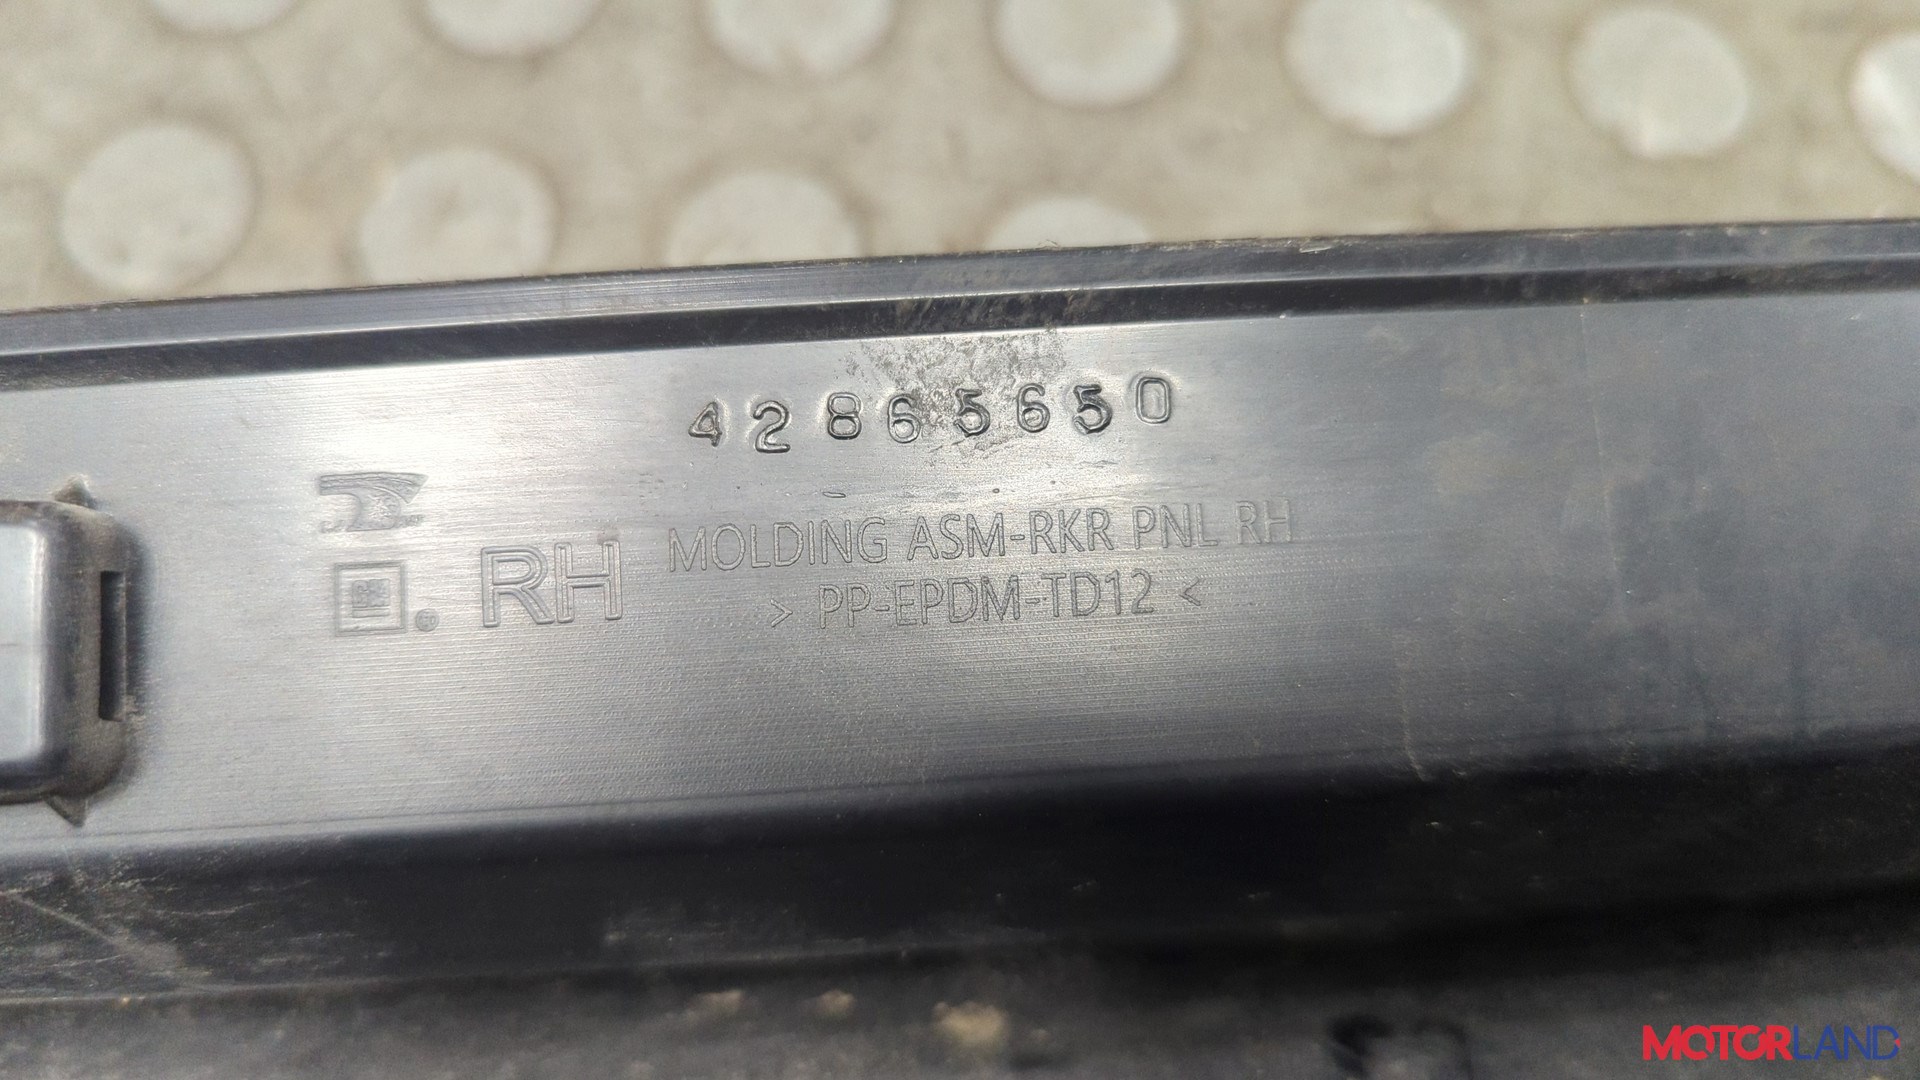 42865650
MOLDING ASM-RKR PNL RH
. RH
> PP-EPDM-TD12 <
MOTORLAND